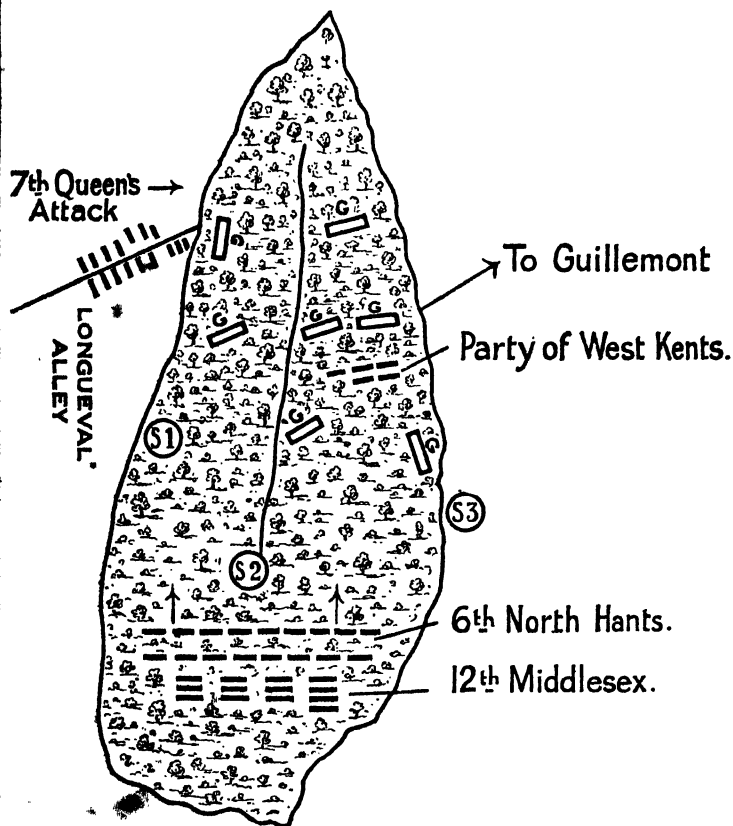 7th Queen's
Attack
G
G
G
To Guillemont
G
G
G
Party of West Kents.
LONGUEVAL
ALLEY
G
G
S1
S3
S2
6th North Hants.
12th Middlesex.